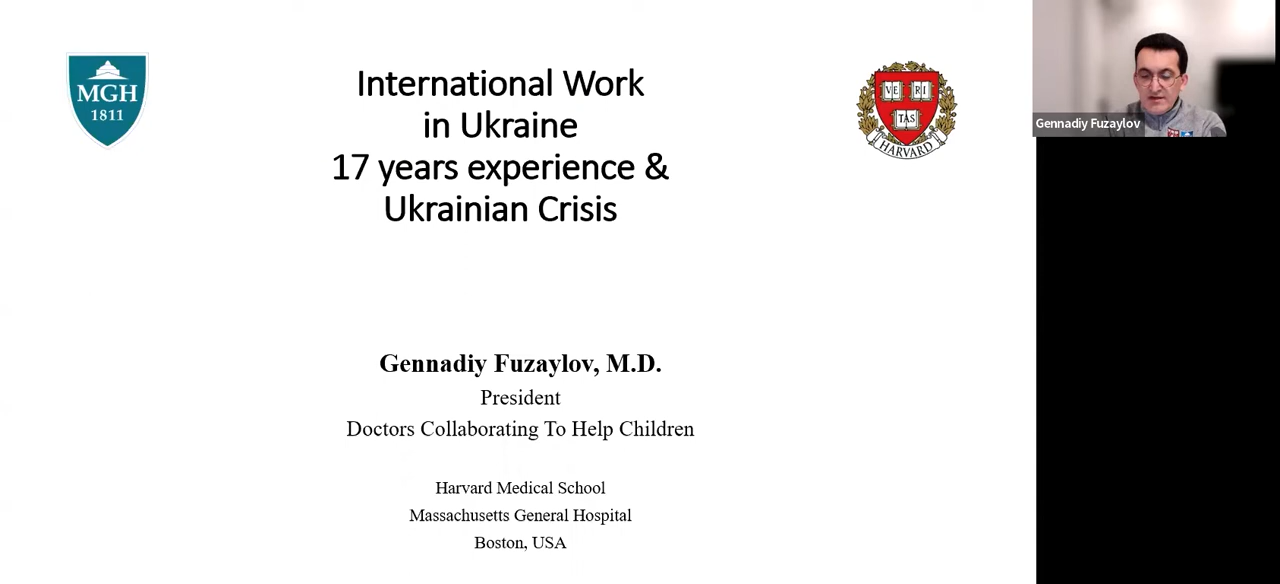 MGH
1811
International Work
in Ukraine
17 years experience &
Ukrainian Crisis
VE RI
TAS
HARVARD
Gennadiy Fuzaylov
Gennadiy Fuzaylov, M.D.
President
Doctors Collaborating To Help Children
Harvard Medical School
Massachusetts General Hospital
Boston, USA